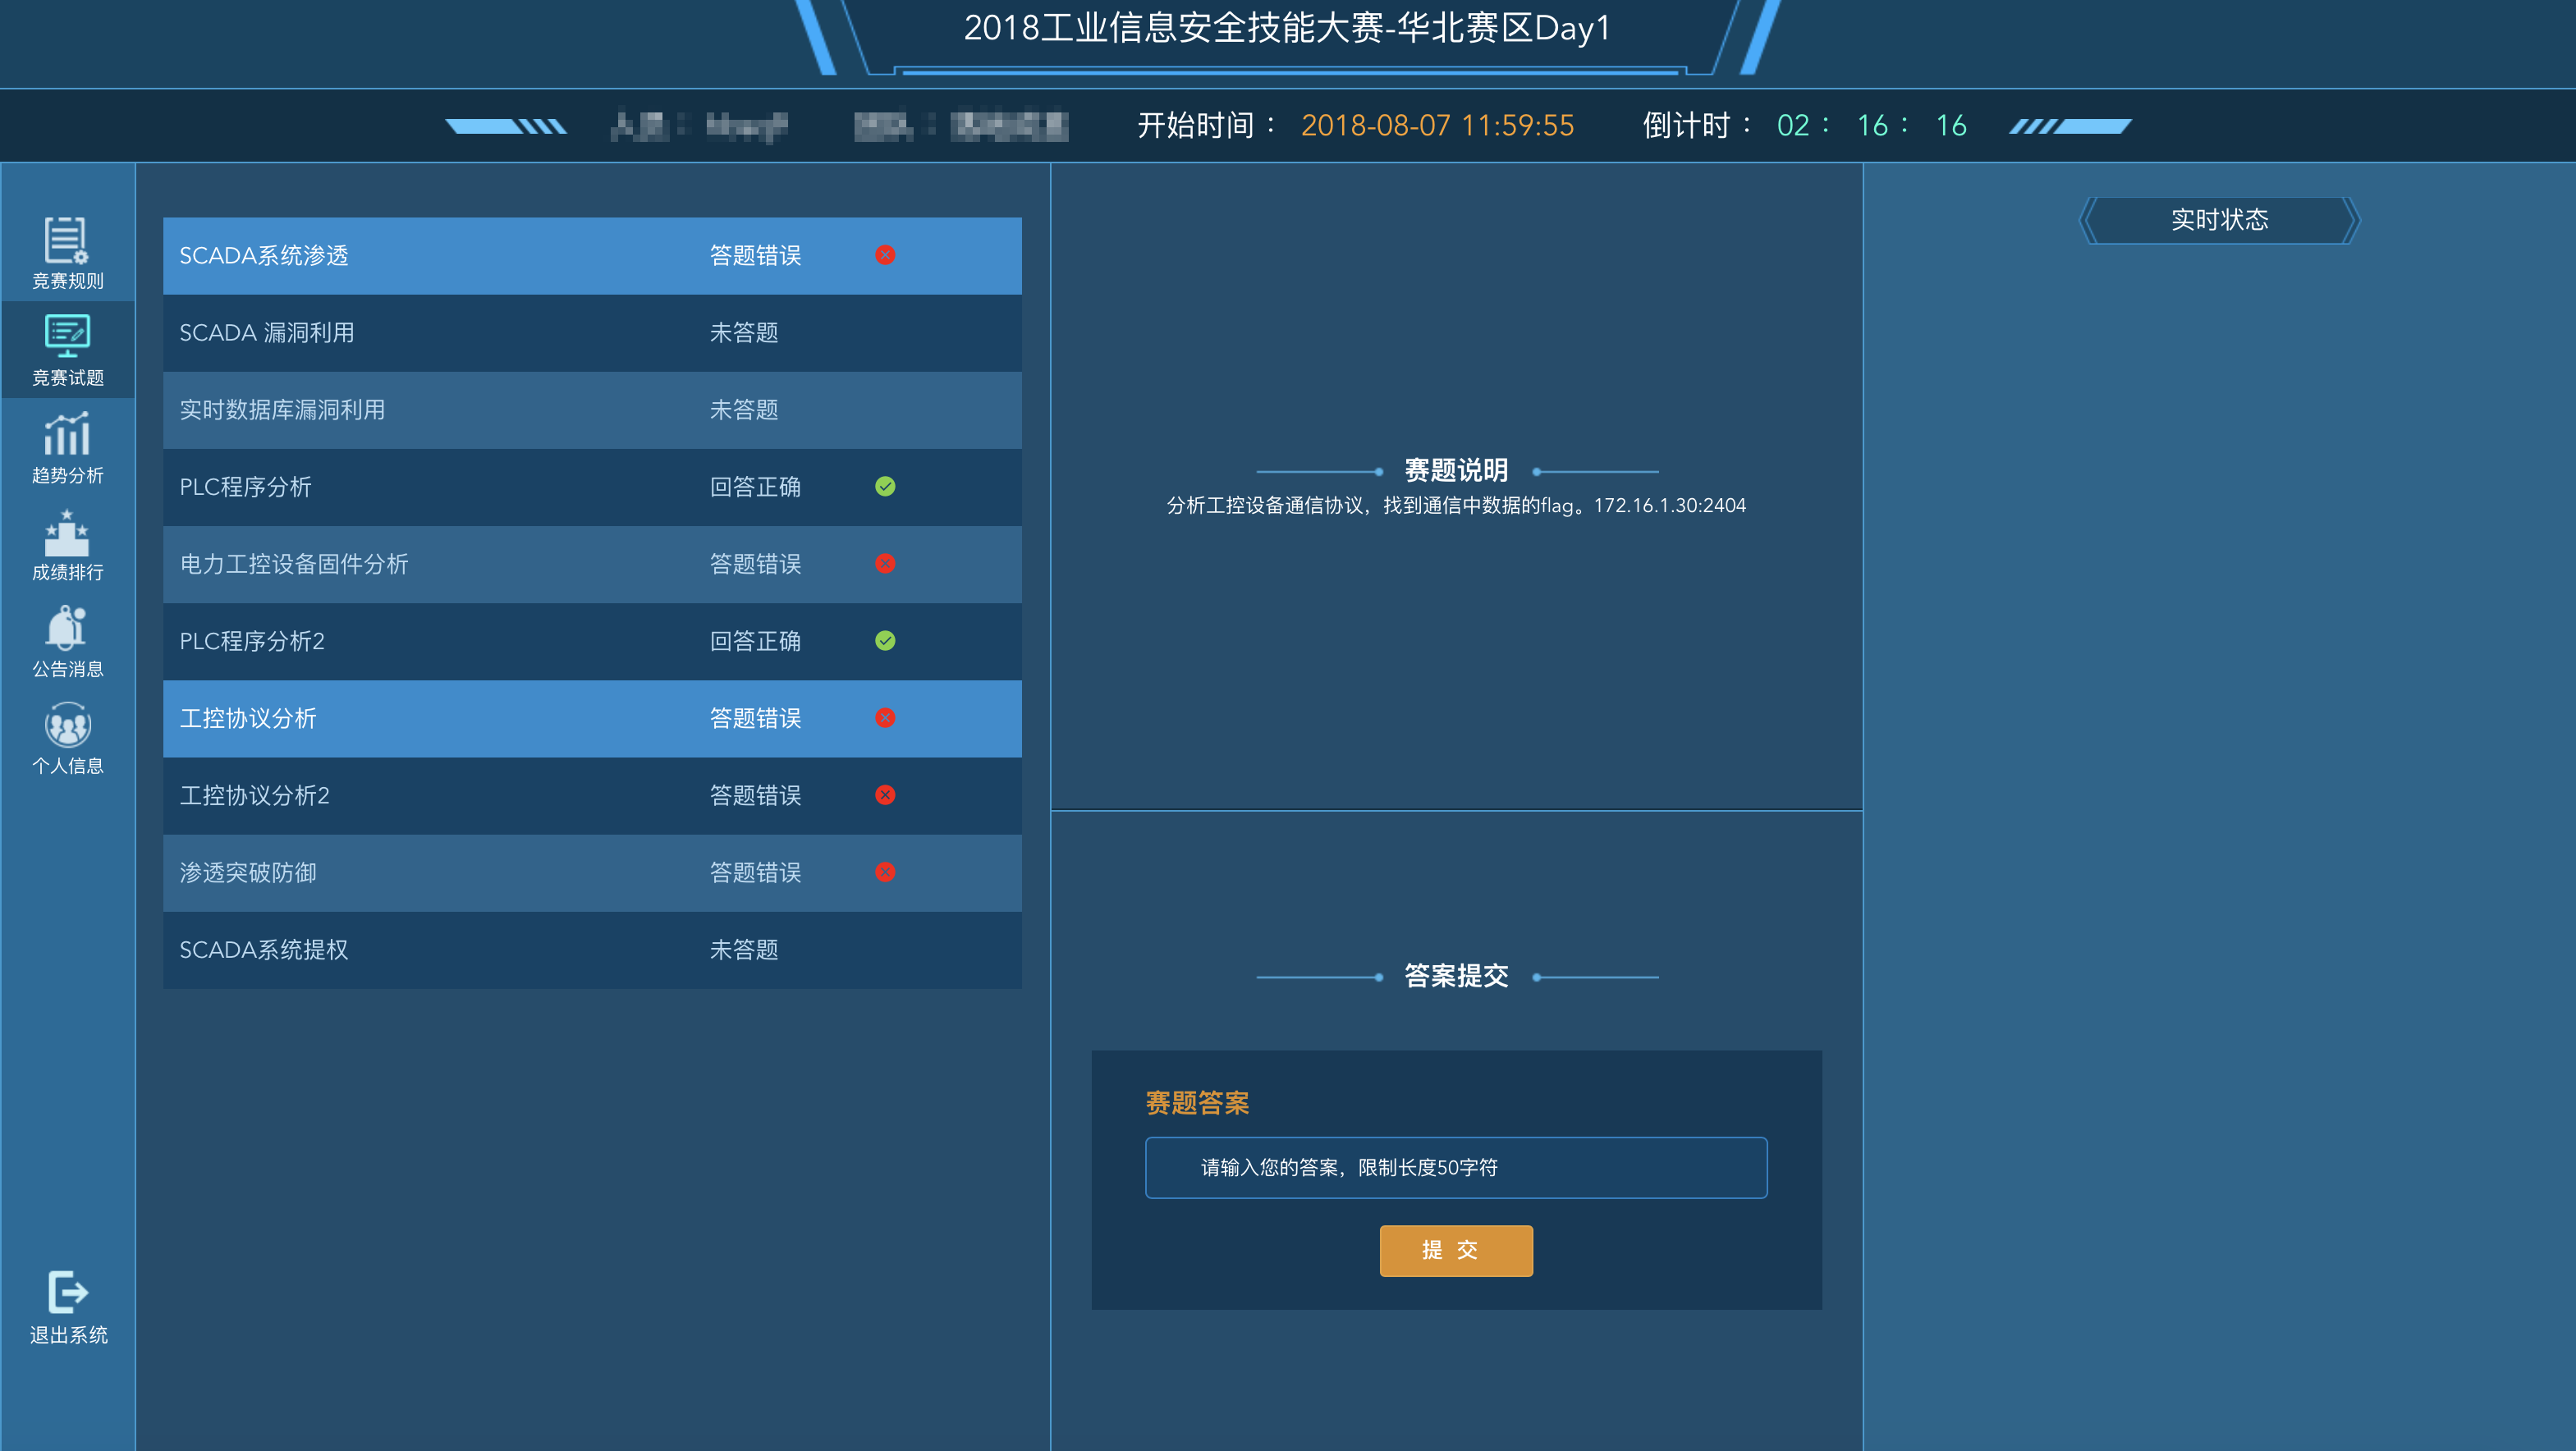 2018工业信息安全技能大赛-华北赛区Day1
开始时间： 2018-08-07 11:59:55 倒计时： 02： 16： 16
竞赛规则
竞赛试题
趋势分析
成绩排行
公告消息
个人信息
退出系统
SCADA系统渗透 答题错误
SCADA 漏洞利用 未答题
实时数据库漏洞利用 未答题
PLC程序分析 回答正确
电力工控设备固件分析 答题错误
PLC程序分析2 回答正确
工控协议分析 答题错误
工控协议分析2 答题错误
渗透突破防御 答题错误
SCADA系统提权 未答题
赛题说明
分析工控设备通信协议，找到通信中数据的flag。172.16.1.30:2404
答案提交
赛题答案
请输入您的答案，限制长度50字符
提 交
实时状态